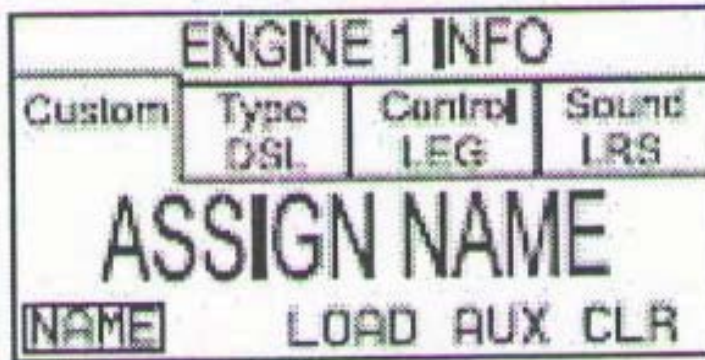 ENGINE 1 INFO
Custom Type Control Sound
DSL LEG LRS
ASSIGN NAME
NAME LOAD AUX CLR